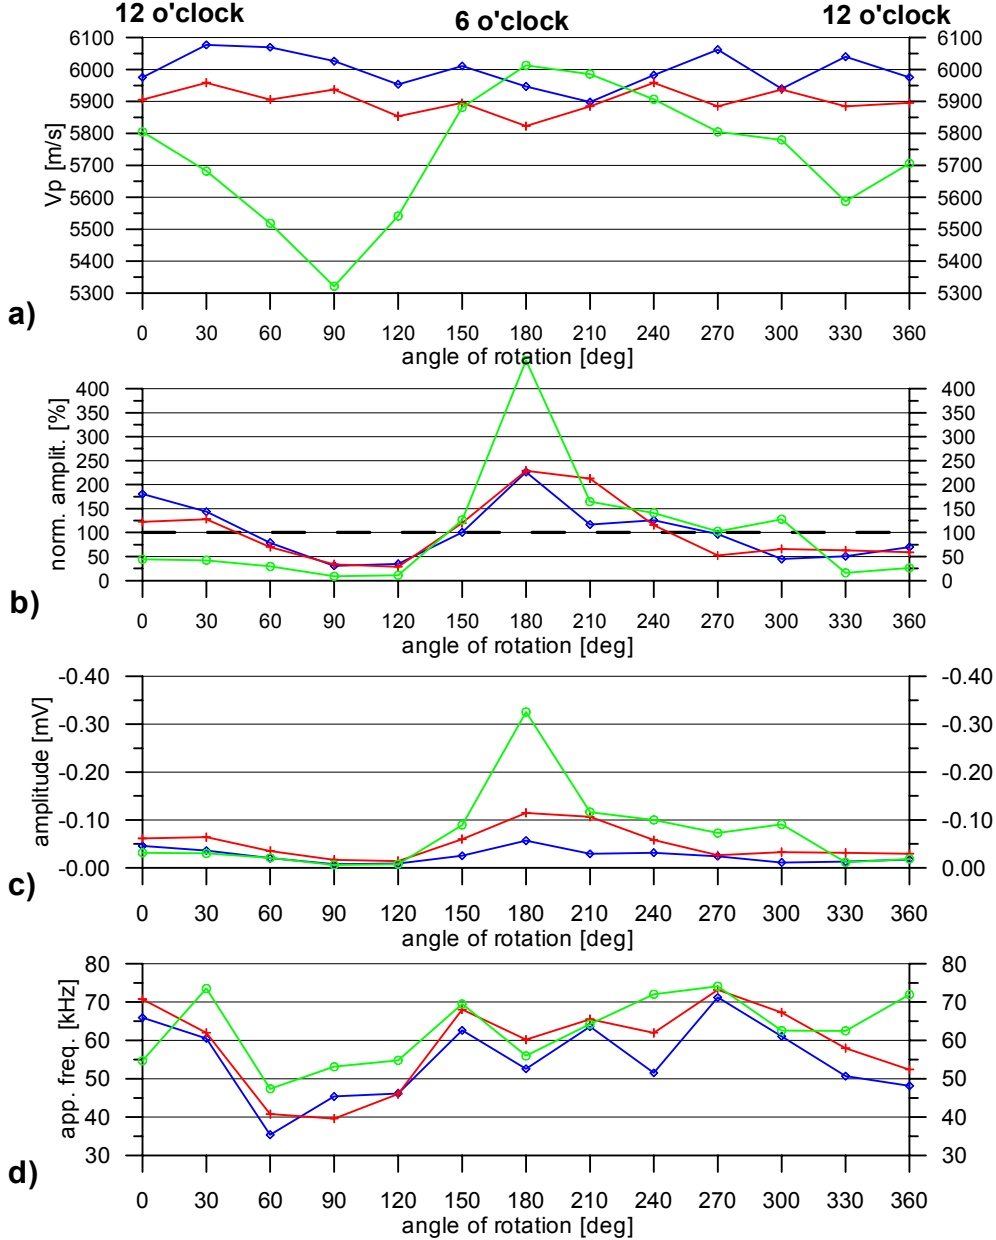 12 o'clock 6 o'clock 12 o'clock
6100 6100
6000 6000
5900 5900
5800 5800
5700 5700
5600 5600
5500 5500
5400 5400
5300 5300
Vp [m/s]
a)
0 30 60 90 120 150 180 210 240 270 300 330 360
angle of rotation [deg]
400 400
350 350
300 300
250 250
200 200
150 150
100 100
50 50
0 0
norm. amplit. [%]
b)
0 30 60 90 120 150 180 210 240 270 300 330 360
angle of rotation [deg]
-0.40 -0.40
-0.30 -0.30
-0.20 -0.20
-0.10 -0.10
-0.00 0.00
amplitude [mV]
c)
0 30 60 90 120 150 180 210 240 270 300 330 360
angle of rotation [deg]
80 80
70 70
60 60
50 50
40 40
30 30
app. freq. [kHz]
d)
0 30 60 90 120 150 180 210 240 270 300 330 360
angle of rotation [deg]